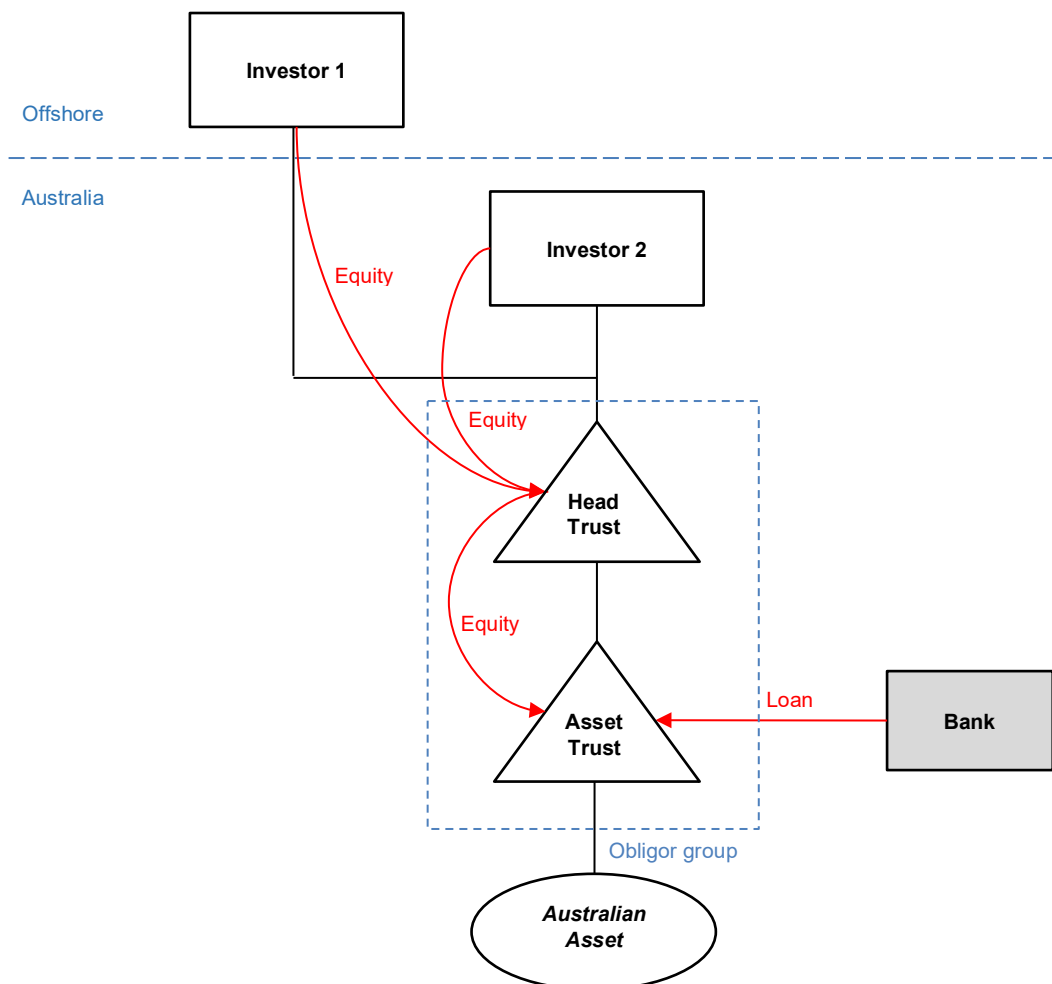 Investor 1
Offshore
Australia
Investor 2
Equity
Equity
Head
Trust
Equity
Loan
Asset
Trust
Bank
Obligor group
Australian
Asset